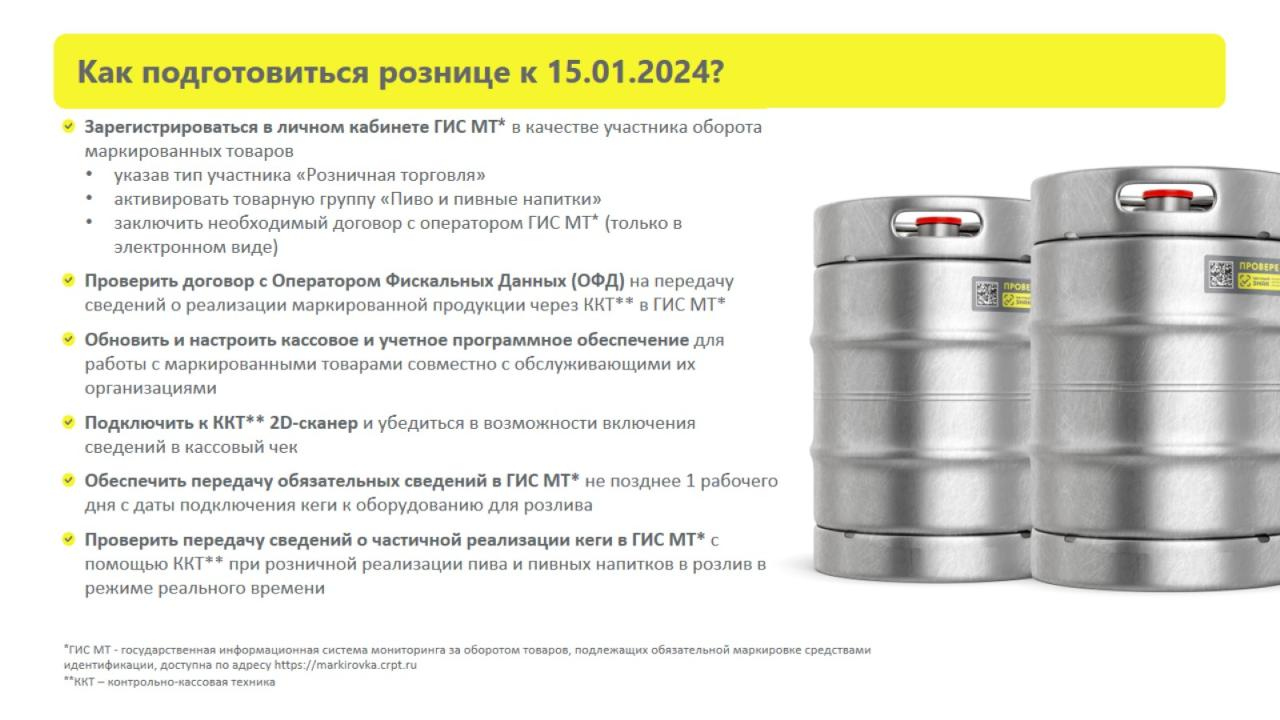 Как подготовиться рознице к 15.01.2024?
Зарегистрироваться в личном кабинете ГИС МТ* в качестве участника оборота
маркированных товаров
• указав тип участника «Розничная торговля»
• активировать товарную группу «Пиво и пивные напитки»
• заключить необходимый договор с оператором ГИС МТ* (только в
электронном виде)
Проверить договор с Оператором Фискальных Данных (ОФД) на передачу
сведений о реализации маркированной продукции через ККТ** в ГИС МТ*
Обновить и настроить кассовое и учетное программное обеспечение для
работы с маркированными товарами совместно с обслуживающими их
организациями
Подключить к ККТ** 2D-сканер и убедиться в возможности включения
сведений в кассовый чек
Обеспечить передачу обязательных сведений в ГИС МТ* не позднее 1 рабочего
дня с даты подключения кеги к оборудованию для розлива
Проверить передачу сведений о частичной реализации кеги в ГИС МТ* с
помощью ККТ** при розничной реализации пива и пивных напитков в розлив в
режиме реального времени
ПРОВЕ
ЗНАК
ПРОВЕРЕ
ЗНАК
*ГИС МТ - государственная информационная система мониторинга за оборотом товаров, подлежащих обязательной маркировке средствами
идентификации, доступна по адресу https://markirovka.crpt.ru
**ККТ – контрольно-кассовая техника